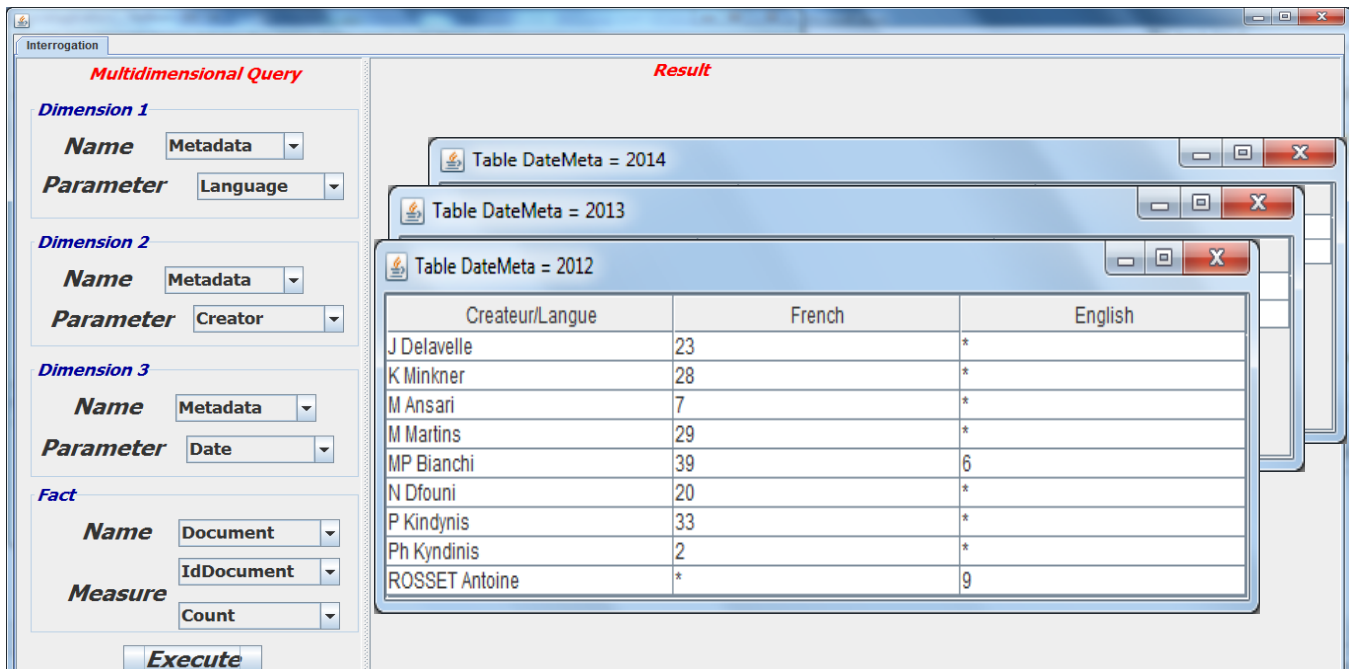 Interrogation
Multidimensional Query
Dimension 1
Name Metadata
Parameter Language
Dimension 2
Name Metadata
Parameter Creator
Dimension 3
Name Metadata
Parameter Date
Fact
Name Document
IdDocument
Measure
Count
Execute
Result
Table DateMeta = 2014
Table DateMeta = 2013
Table DateMeta = 2012
Createur/Langue French English
J Delavelle 23 *
K Minkner 28 *
M Ansari 7 *
M Martins 29 *
MP Bianchi 39 6
N Dfouni 20 *
P Kindynis 33 *
Ph Kyndinis 2 *
ROSSET Antoine * 9